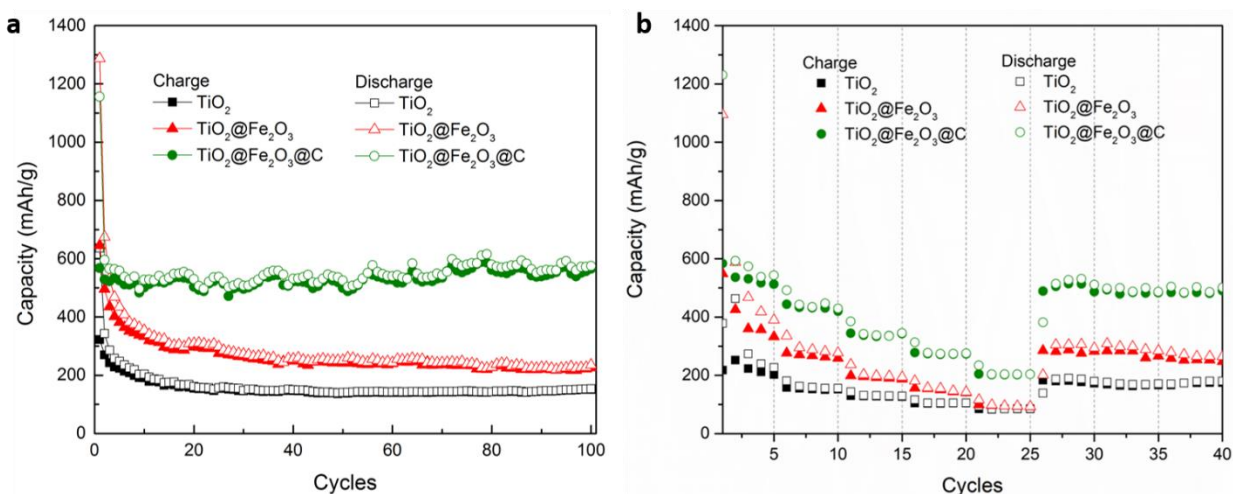 a
1400
1200
1000
800
600
400
200
0
0 20 40 60 80 100
Capacity (mAh/g)
Cycles
Charge Discharge
TiO₂ TiO₂
TiO₂@Fe₂O₃ TiO₂@Fe₂O₃
TiO₂@Fe₂O₃@C TiO₂@Fe₂O₃@C
b
1400
1200
1000
800
600
400
200
0
5 10 15 20 25 30 35 40
Capacity (mAh/g)
Cycles
Charge Discharge
TiO₂ TiO₂
TiO₂@Fe₂O₃ TiO₂@Fe₂O₃
TiO₂@Fe₂O₃@C TiO₂@Fe₂O₃@C